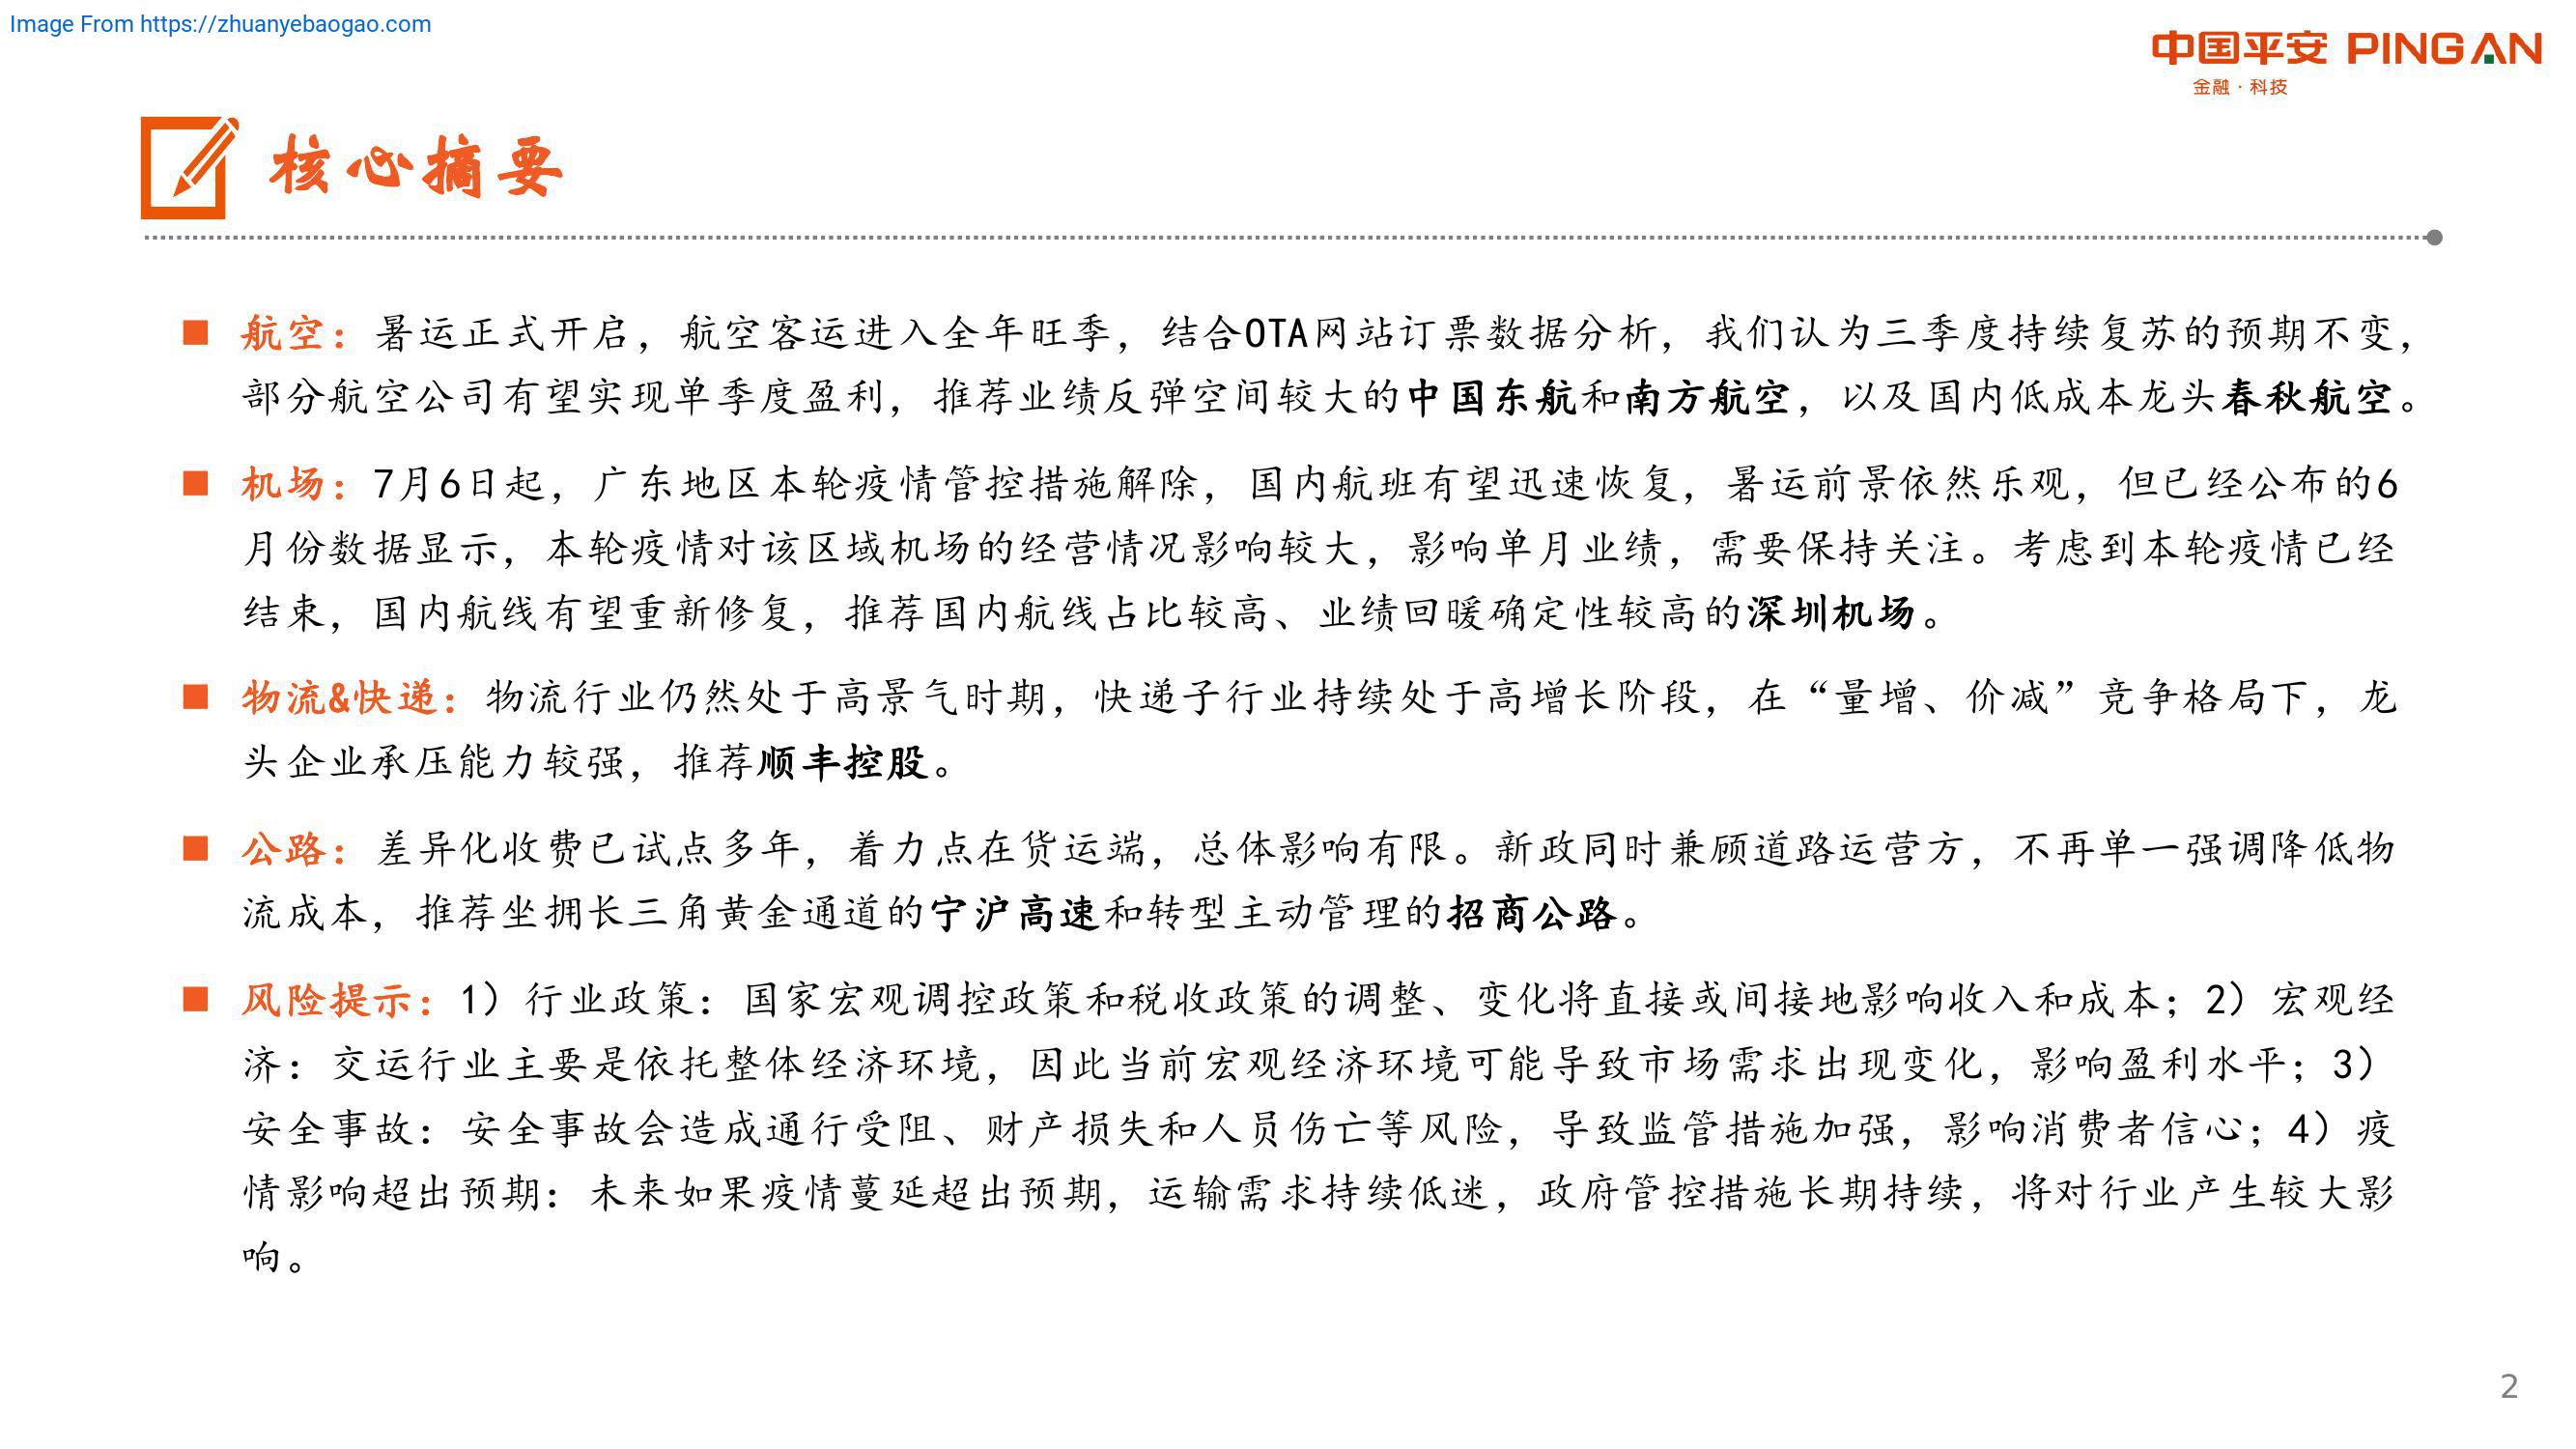 Image From https://zhuanyebaogao.com
中国平安 PINGAN
金融·科技
核心摘要
■ 航空：暑运正式开启，航空客运进入全年旺季，结合OTA网站订票数据分析，我们认为三季度持续复苏的预期不变，
部分航空公司有望实现单季度盈利，推荐业绩反弹空间较大的中国东航和南方航空，以及国内低成本龙头春秋航空。
■ 机场：7月6日起，广东地区本轮疫情管控措施解除，国内航班有望迅速恢复，暑运前景依然乐观，但已经公布的6
月份数据显示，本轮疫情对该区域机场的经营情况影响较大，影响单月业绩，需要保持关注。考虑到本轮疫情已经
结束，国内航线有望重新修复，推荐国内航线占比较高、业绩回暖确定性较高的深圳机场。
■ 物流&快递：物流行业仍然处于高景气时期，快递子行业持续处于高增长阶段，在“量增、价减”竞争格局下，龙
头企业承压能力较强，推荐顺丰控股。
■ 公路：差异化收费已试点多年，着力点在货运端，总体影响有限。新政同时兼顾道路运营方，不再单一强调降低物
流成本，推荐坐拥长三角黄金通道的宁沪高速和转型主动管理的招商公路。
■ 风险提示：1）行业政策：国家宏观调控政策和税收政策的调整、变化将直接或间接地影响收入和成本；2）宏观经
济：交运行业主要是依托整体经济环境，因此当前宏观经济环境可能导致市场需求出现变化，影响盈利水平；3）
安全事故：安全事故会造成通行受阻、财产损失和人员伤亡等风险，导致监管措施加强，影响消费者信心；4）疫
情影响超出预期：未来如果疫情蔓延超出预期，运输需求持续低迷，政府管控措施长期持续，将对行业产生较大影
响。
2